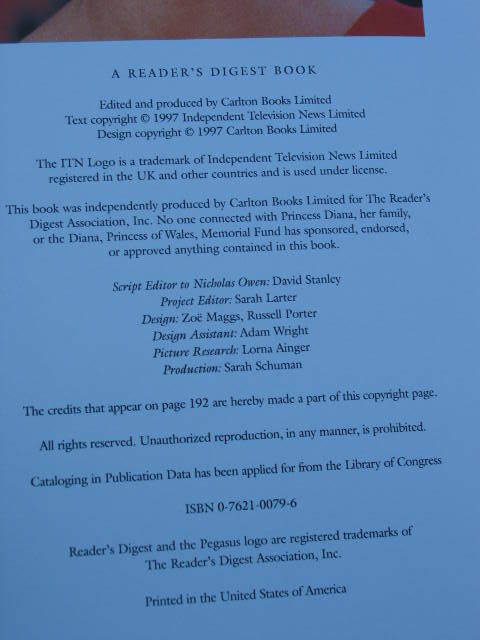 A READER'S DIGEST BOOK
Edited and produced by Carlton Books Limited
Text copyright © 1997 Independent Television News Limited
Design copyright © 1997 Carlton Books Limited
The ITN Logo is a trademark of Independent Television News Limited
registered in the UK and other countries and is used under license.
This book was independently produced by Carlton Books Limited for The Reader's
Digest Association, Inc. No one connected with Princess Diana, her family,
or the Diana, Princess of Wales, Memorial Fund has sponsored, endorsed,
or approved anything contained in this book.
Script Editor to Nicholas Owen: David Stanley
Project Editor: Sarah Larter
Design: Zoë Maggs, Russell Porter
Design Assistant: Adam Wright
Picture Research: Lorna Ainger
Production: Sarah Schuman
The credits that appear on page 192 are hereby made a part of this copyright page.
All rights reserved. Unauthorized reproduction, in any manner, is prohibited.
Cataloging in Publication Data has been applied for from the Library of Congress
ISBN 0-7621-0079-6
Reader's Digest and the Pegasus logo are registered trademarks of
The Reader's Digest Association, Inc.
Printed in the United States of America